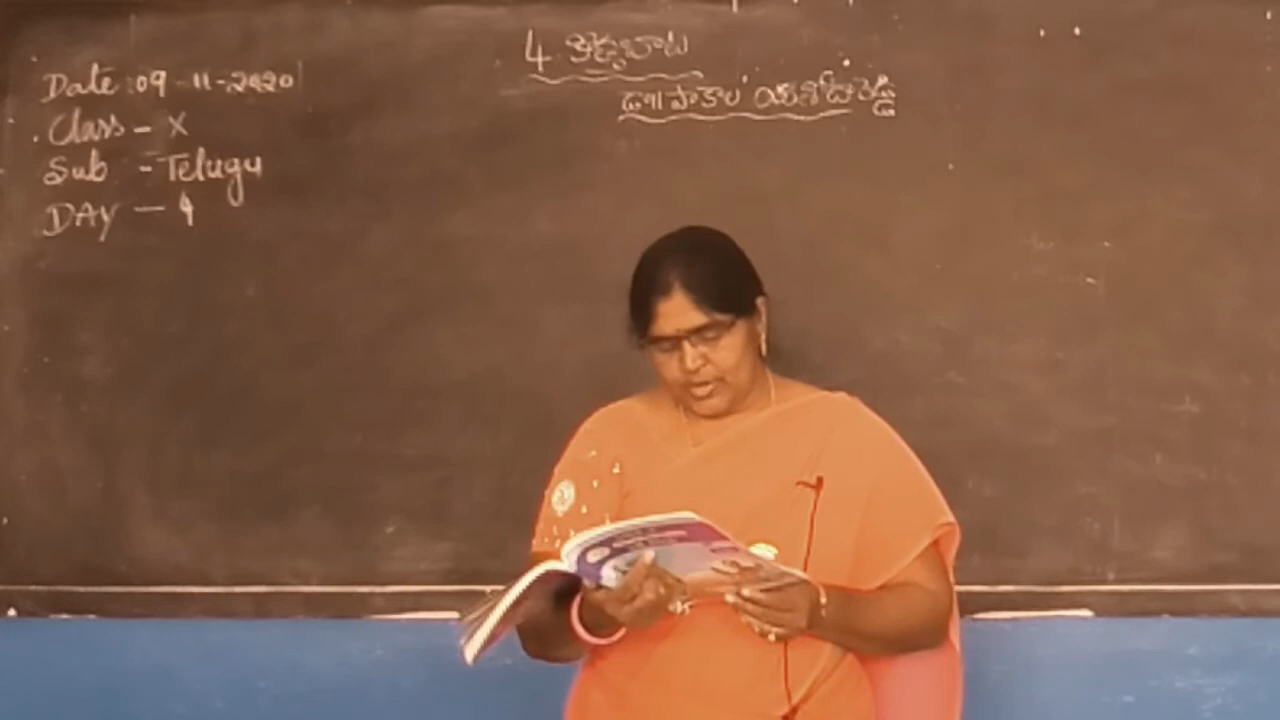 Date : 09-11-2020
Class - X
Sub - Telugu
DAY - 4
4. కొత్తబాట
డా॥ పాకాల యశోదారెడ్డి